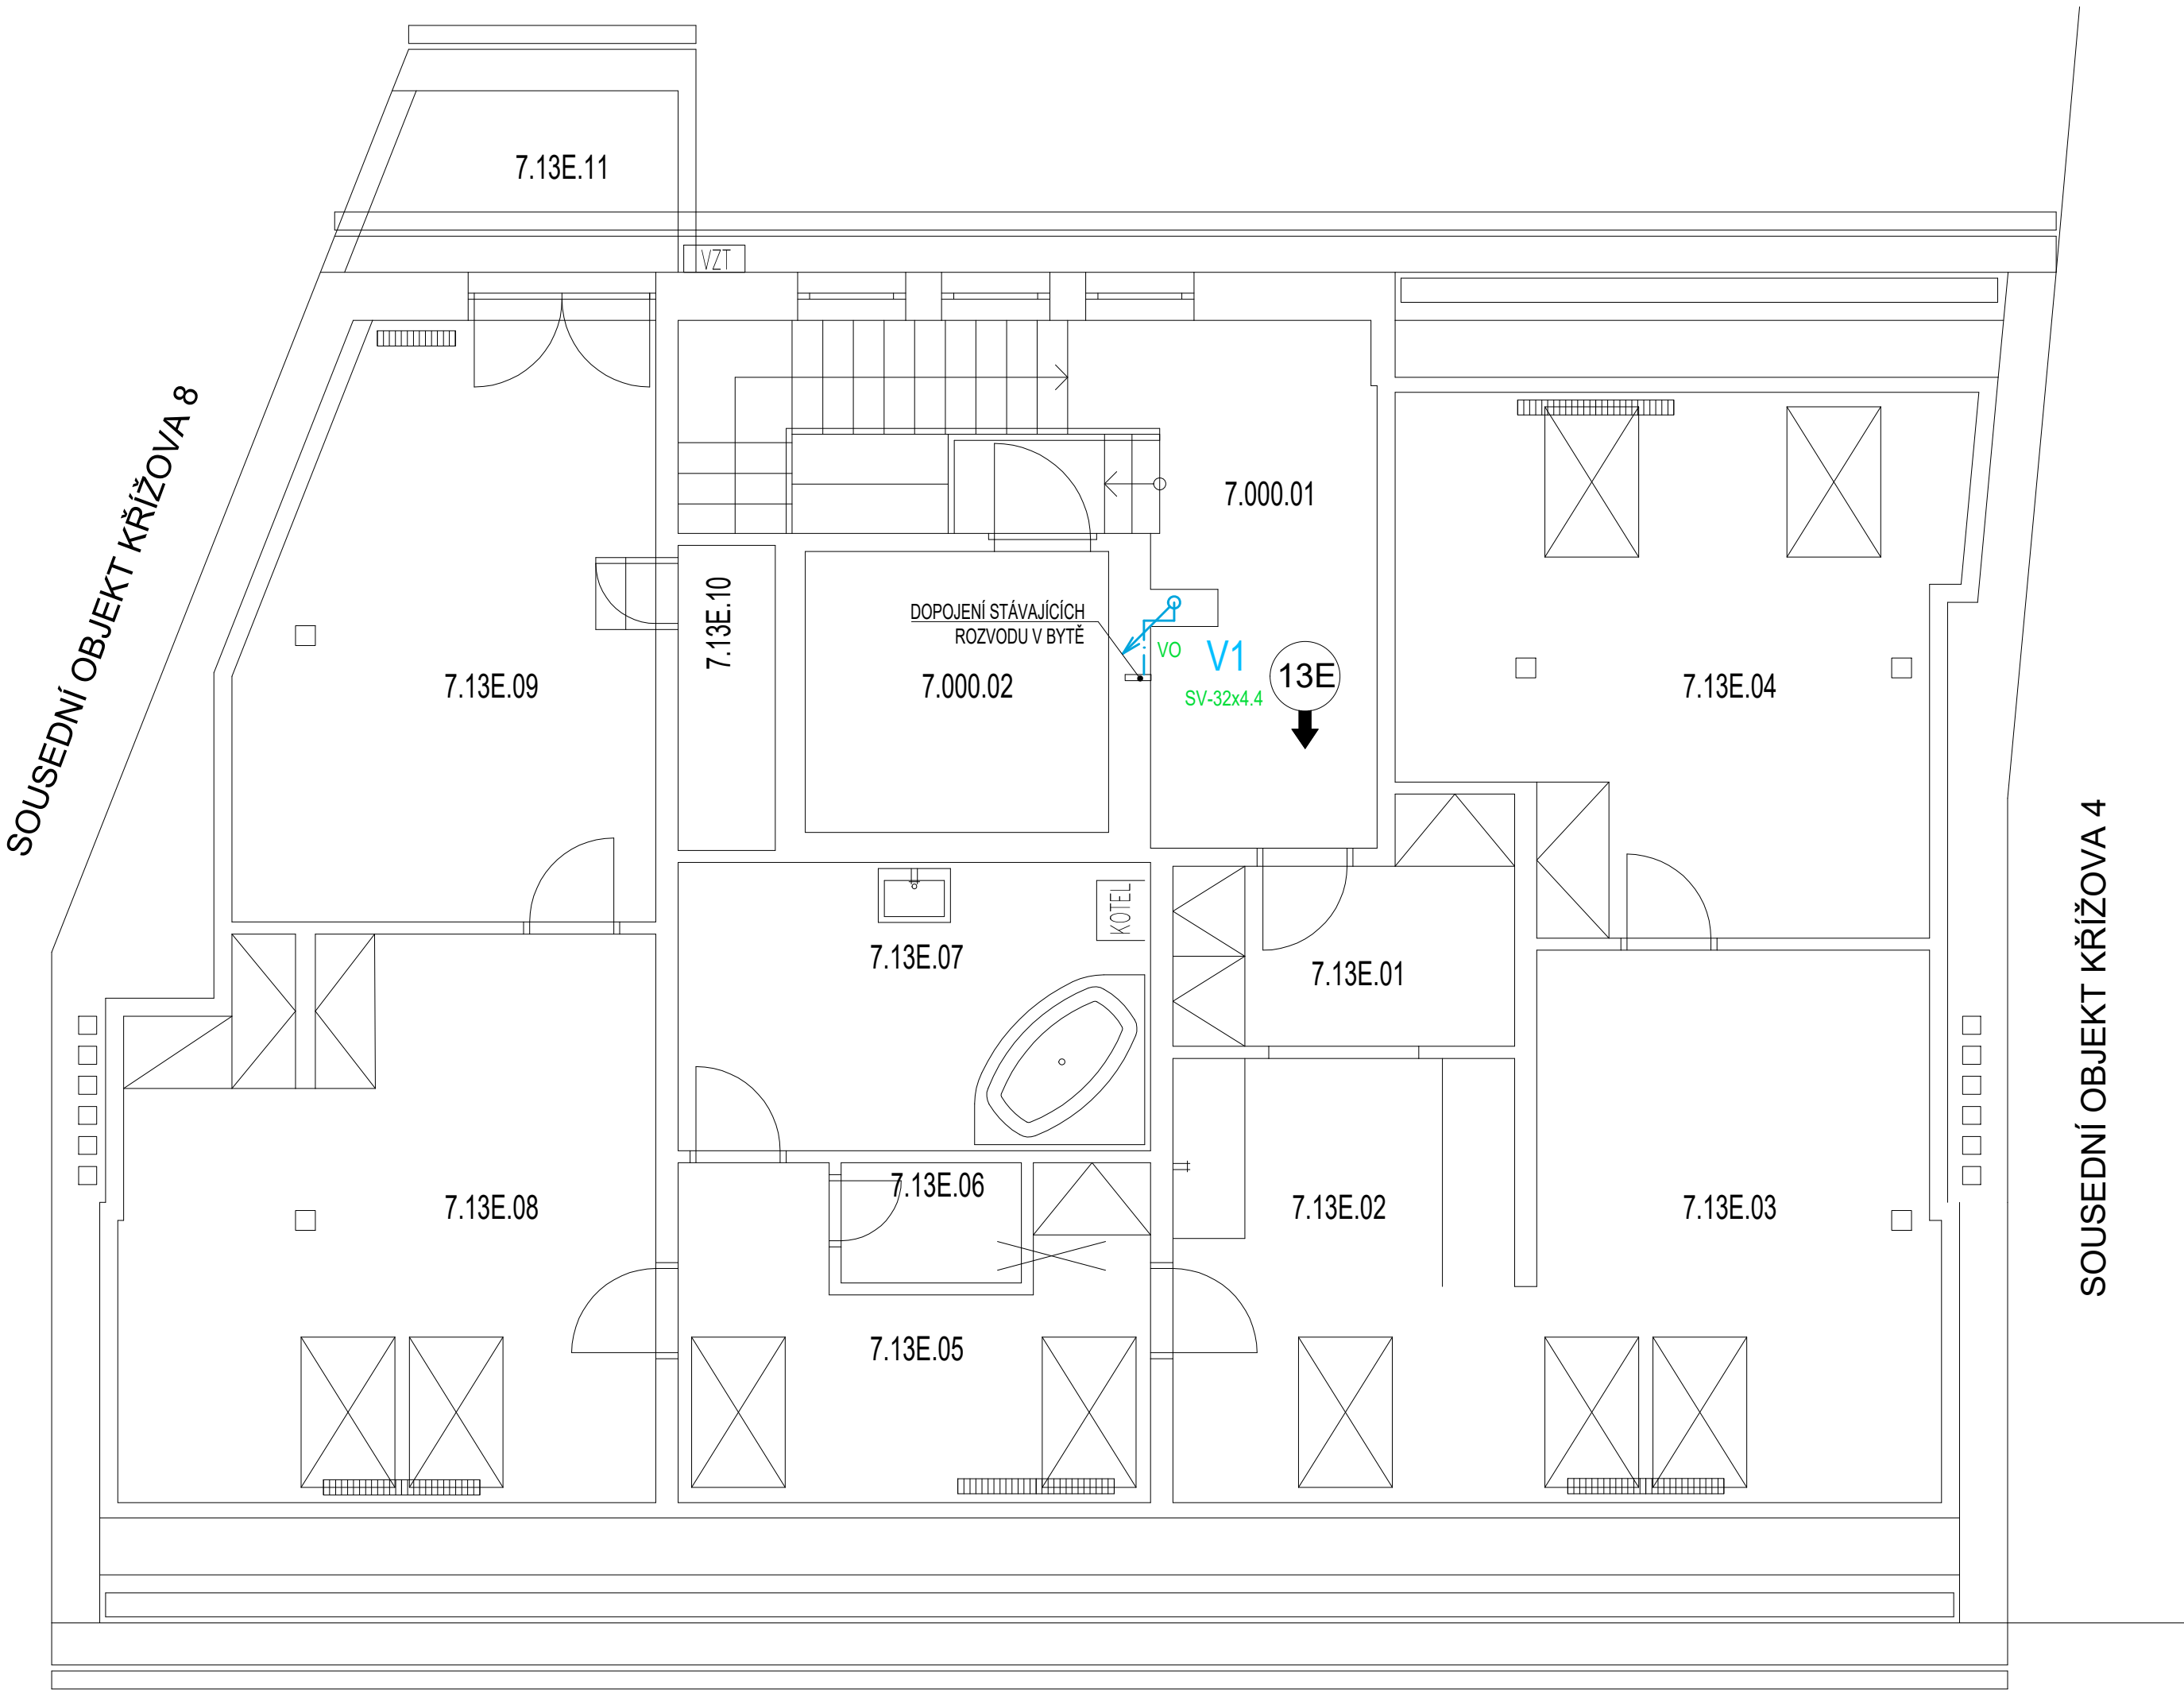 7.13E.11
VZT
SOUSEDNÍ OBJEKT KŘÍŽOVA 8
7.000.01
7.13E.10
DOPOJENÍ STÁVAJÍCÍCH
ROZVODU V BYTĚ
VO
V1
13E
SV-32x4.4
7.13E.09
7.000.02
7.13E.04
SOUSEDNÍ OBJEKT KŘÍŽOVA 4
KOTEL
7.13E.07
7.13E.01
7.13E.06
7.13E.08
7.13E.02
7.13E.03
7.13E.05